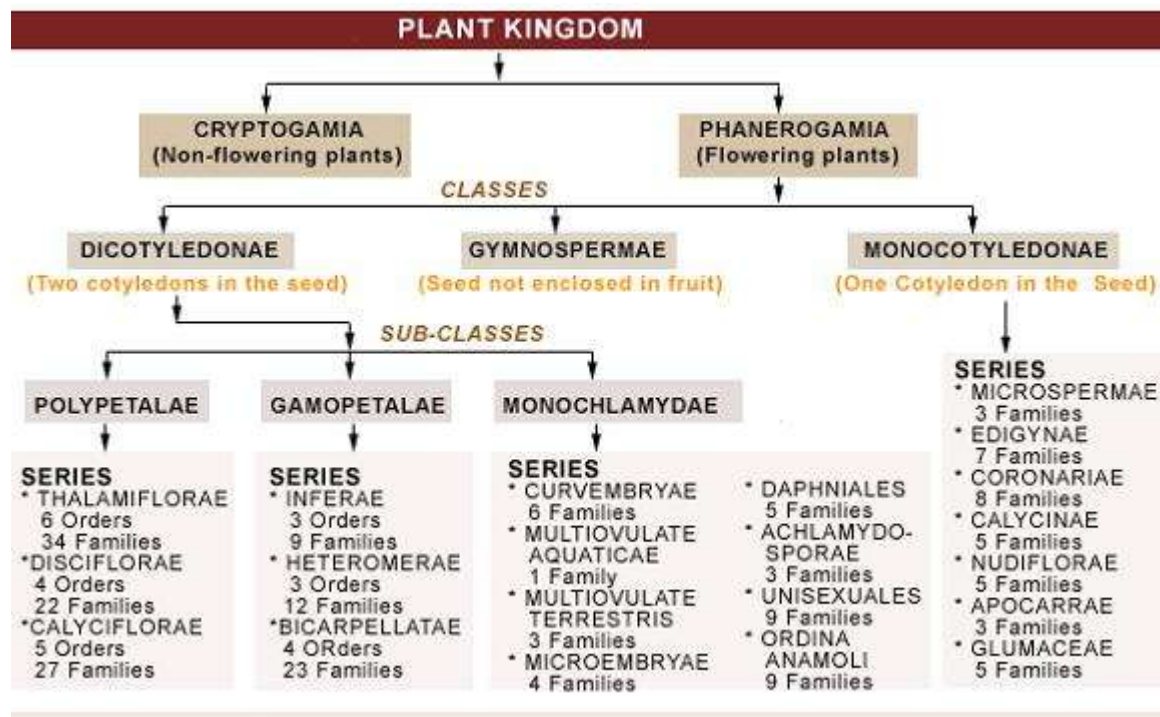 PLANT KINGDOM
CRYPTOGAMIA
(Non-flowering plants)
PHANEROGAMIA
(Flowering plants)
CLASSES
DICOTYLEDONAE
(Two cotyledons in the seed)
GYMNOSPERMAE
(Seed not enclosed in fruit)
MONOCOTYLEDONAE
(One Cotyledon in the Seed)
SUB-CLASSES
POLYPETALAE
GAMOPETALAE
MONOCHLAMYDAE
SERIES
* THALAMIFLORAE
6 Orders
34 Families
*DISCIFLORAE
4 Orders
22 Families
*CALYCIFLORAE
5 Orders
27 Families
SERIES
* INFERAE
3 Orders
9 Families
* HETEROMERAE
3 Orders
12 Families
*BICARPELLATAE
4 ORders
23 Families
SERIES
* CURVEMBRYAE
6 Families
* MULTIOVULATE
AQUATICAE
1 Family
* MULTIOVULATE
TERRESTRIS
3 Families
* MICROEMBRYAE
4 Families
* DAPHNIALES
5 Families
* ACHLAMYDO-
SPORAE
3 Families
* UNISEXUALES
9 Families
* ORDINA
ANAMOLI
9 Families
SERIES
* MICROSPERMAE
3 Families
* EDIGYNAE
7 Families
* CORONARIAE
8 Families
* CALYCINAE
5 Families
* NUDIFLORAE
5 Families
* APOCARRAE
3 Families
* GLUMACEAE
5 Families